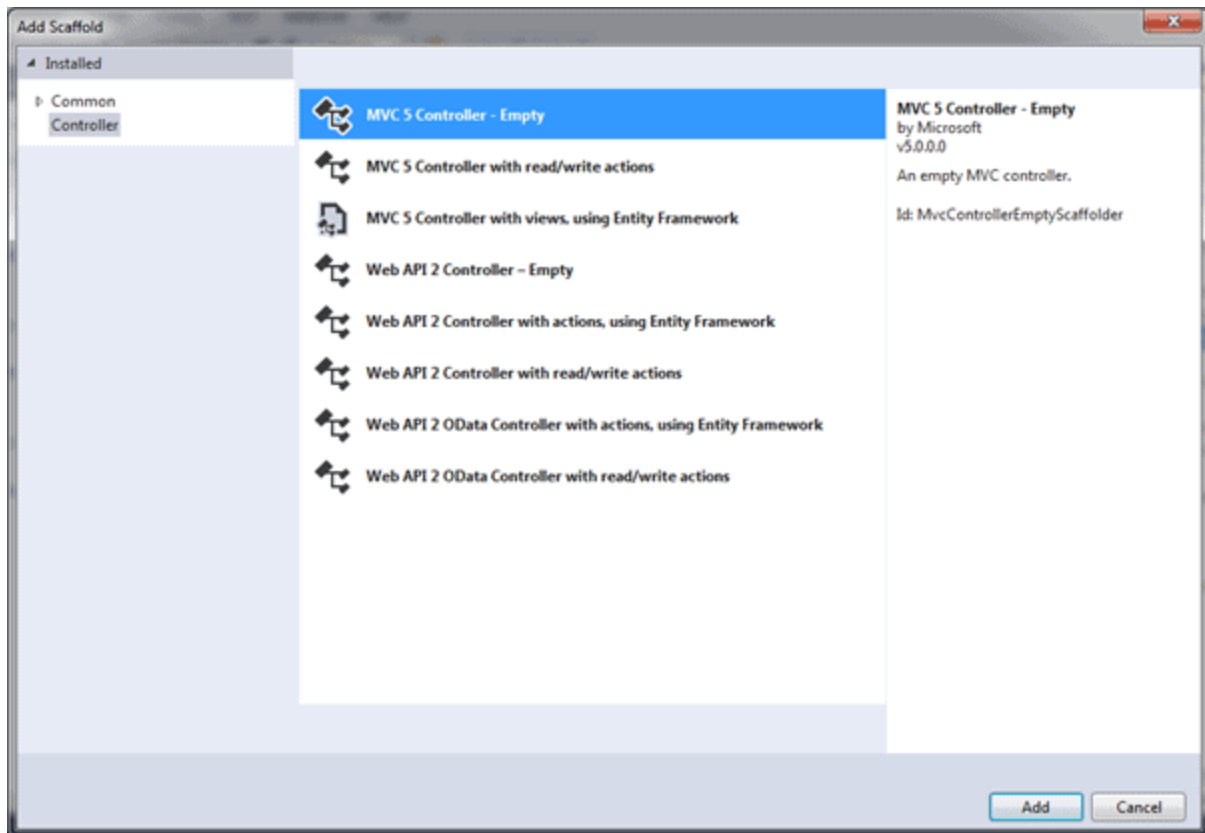 Add Scaffold
Installed
Common
Controller
MVC 5 Controller - Empty
MVC 5 Controller with read/write actions
MVC 5 Controller with views, using Entity Framework
Web API 2 Controller – Empty
Web API 2 Controller with actions, using Entity Framework
Web API 2 Controller with read/write actions
Web API 2 OData Controller with actions, using Entity Framework
Web API 2 OData Controller with read/write actions
MVC 5 Controller - Empty
by Microsoft
v5.0.0.0
An empty MVC controller.
Id: MvcControllerEmptyScaffolder
Add Cancel